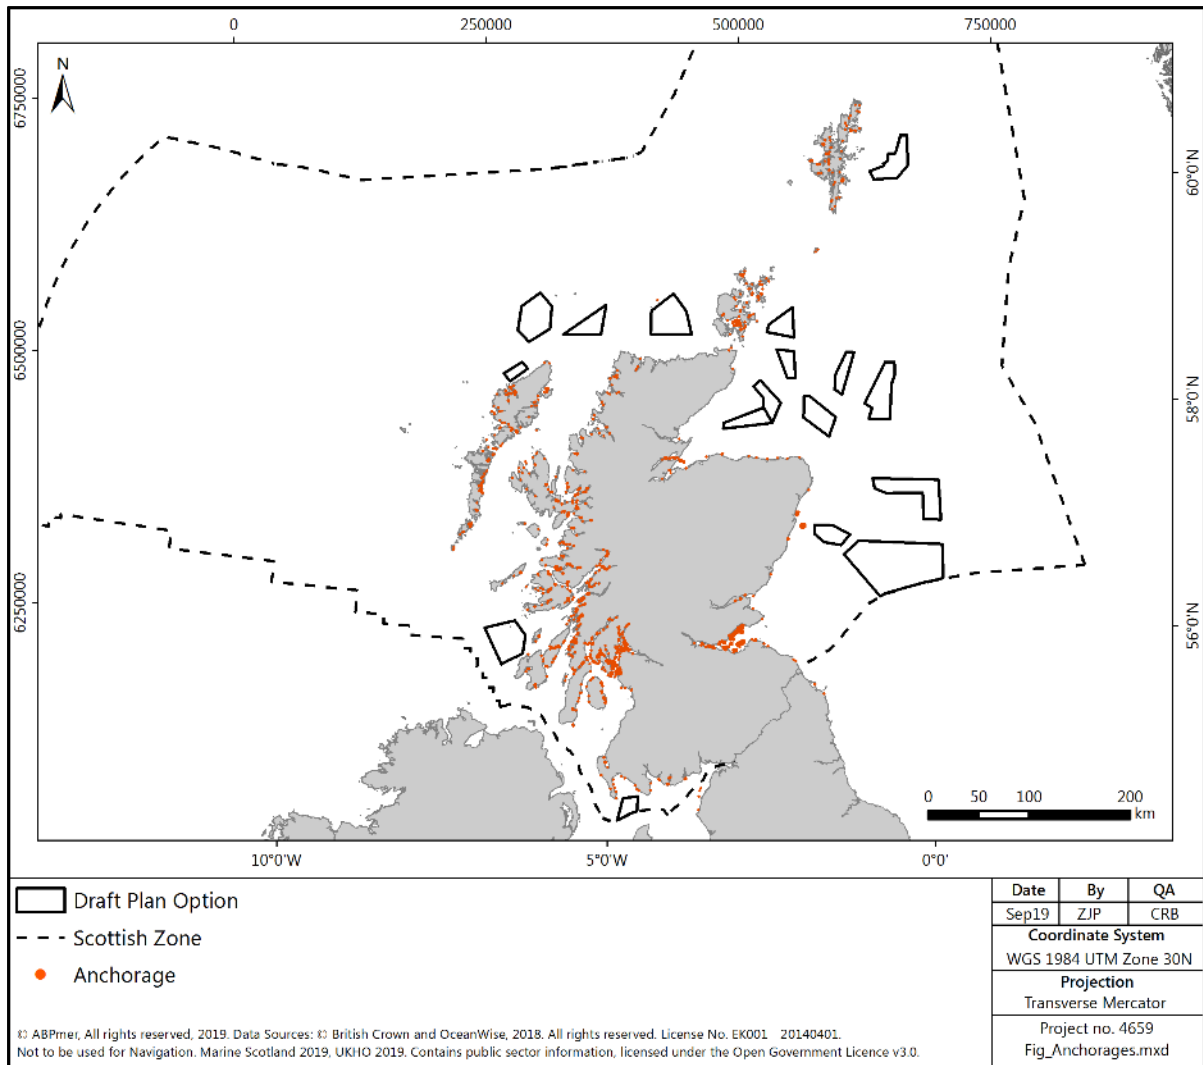 0 250000 500000 750000
N
6750000
6500000
6250000
60°0'N
58°0'N
56°0'N
0 50 100 200
km
10°0'W 5°0'W 0°0'
Draft Plan Option
Scottish Zone
Anchorage
Date By QA
Sep19 ZJP CRB
Coordinate System
WGS 1984 UTM Zone 30N
Projection
Transverse Mercator
Project no. 4659
Fig_Anchorages.mxd
© ABPmer, All rights reserved, 2019. Data Sources: © British Crown and OceanWise, 2018. All rights reserved. License No. EK001 20140401.
Not to be used for Navigation. Marine Scotland 2019, UKHO 2019. Contains public sector information, licensed under the Open Government Licence v3.0.